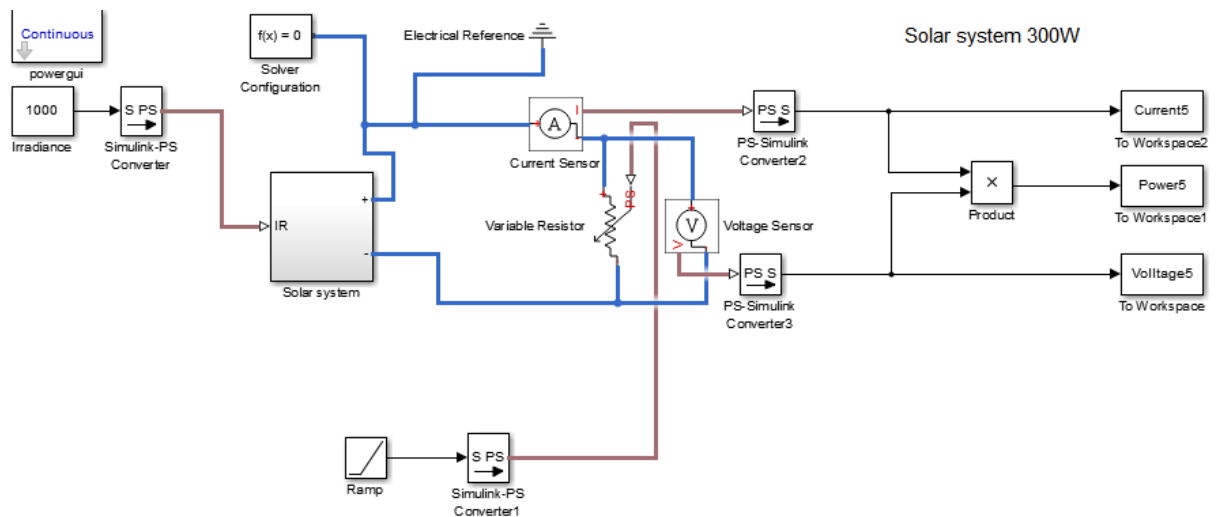 Continuous
powergui
f(x) = 0
Solver
Configuration
Electrical Reference
Solar system 300W
1000
Irradiance
S PS
Simulink-PS
Converter
A
I
Current Sensor
PS S
PS-Simulink
Converter2
Current5
To Workspace2
×
Product
Power5
To Workspace1
IR
+
-
Solar system
+
PS
Variable Resistor
+
V
V
Voltage Sensor
PS S
PS-Simulink
Converter3
Volltage5
To Workspace
Ramp
S PS
Simulink-PS
Converter1